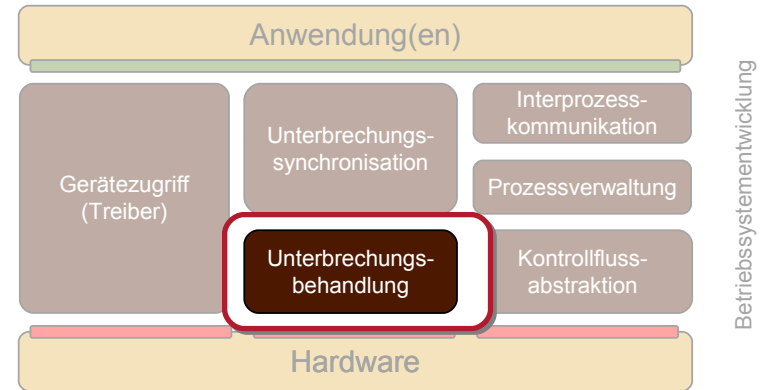 Anwendung(en)
Gerätezugriff
(Treiber)
Unterbrechungs-
synchronisation
Unterbrechungs-
behandlung
Interprozess-
kommunikation
Prozessverwaltung
Kontrollfluss-
abstraktion
Hardware
Betriebssystementwicklung